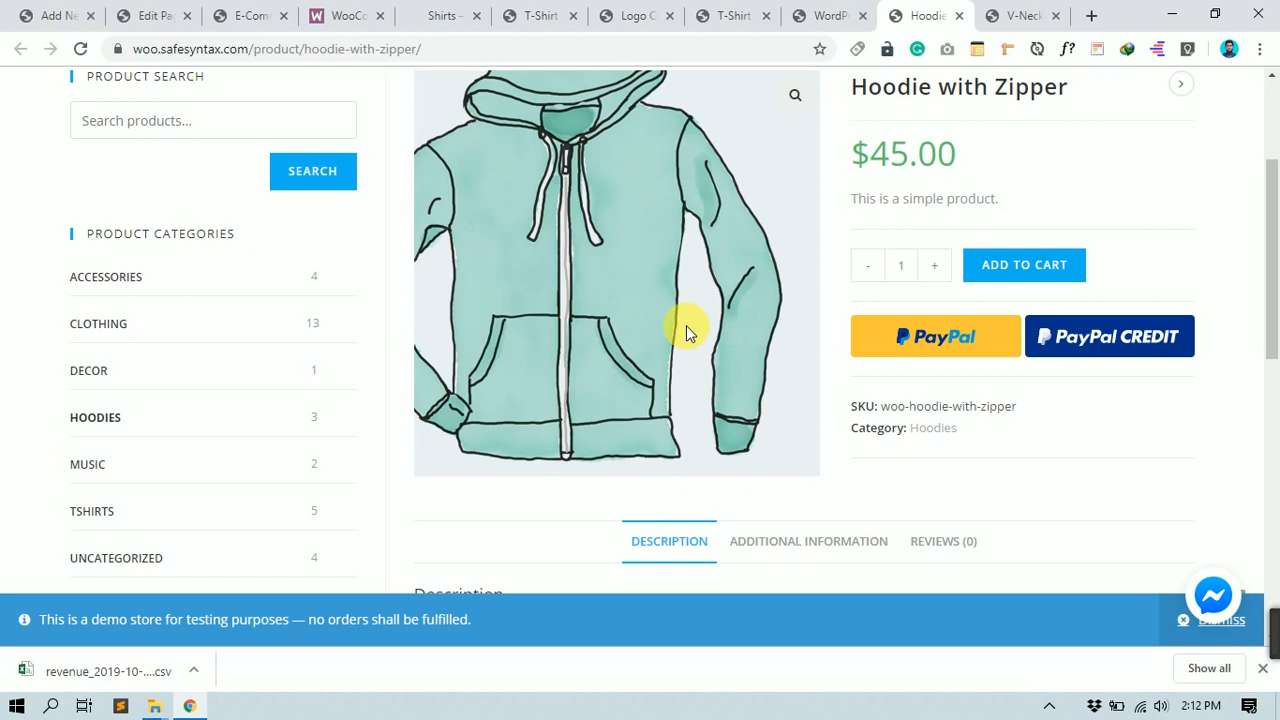 Add Ne
Edit Pa
E-Com
WooCo
Shirts –
T-Shirt
Logo C
T-Shirt
WordP
Hoodie
V-Neck
woo.safesyntax.com/product/hoodie-with-zipper/
PRODUCT SEARCH
Search products...
SEARCH
PRODUCT CATEGORIES
ACCESSORIES 4
CLOTHING 13
DECOR 1
HOODIES 3
MUSIC 2
TSHIRTS 5
UNCATEGORIZED 4
Hoodie with Zipper
$45.00
This is a simple product.
- 1 + ADD TO CART
PayPal PayPal CREDIT
SKU: woo-hoodie-with-zipper
Category: Hoodies
DESCRIPTION ADDITIONAL INFORMATION REVIEWS (0)
Description
This is a demo store for testing purposes — no orders shall be fulfilled.
Dismiss
revenue_2019-10-....csv
Show all
2:12 PM